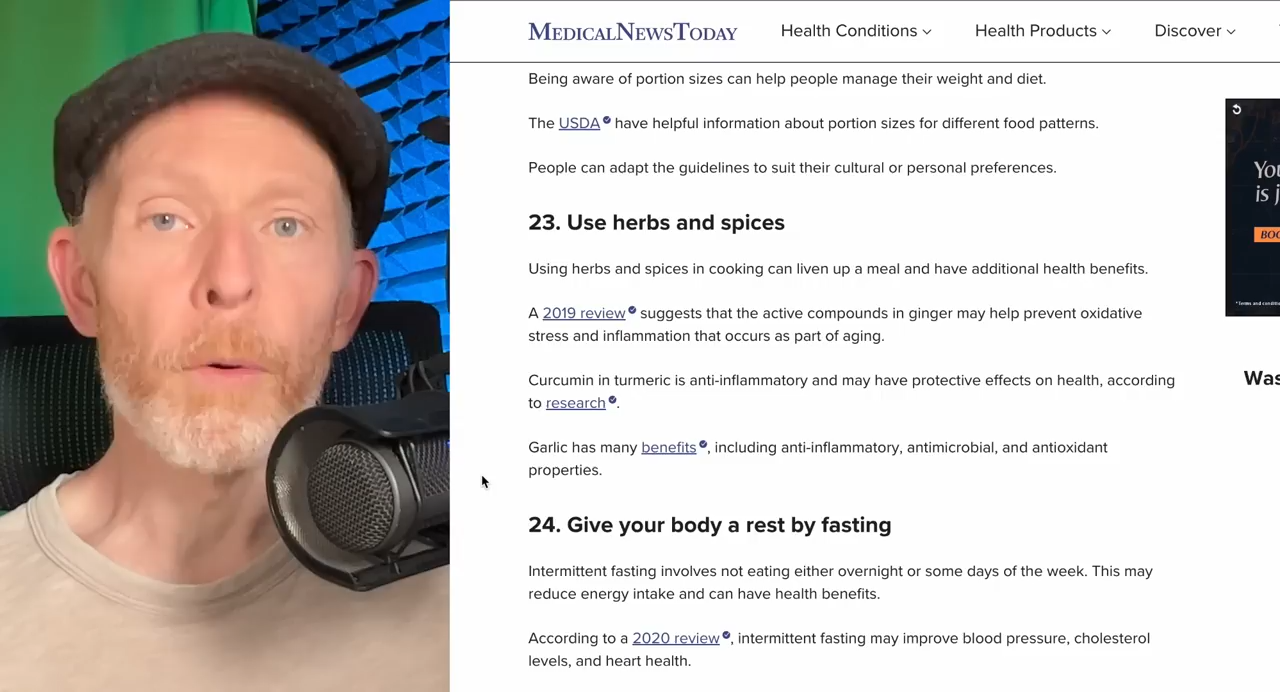 MEDICALNEWSTODAY
Health Conditions
Health Products
Discover
Being aware of portion sizes can help people manage their weight and diet.
The USDA have helpful information about portion sizes for different food patterns.
People can adapt the guidelines to suit their cultural or personal preferences.
23. Use herbs and spices
Using herbs and spices in cooking can liven up a meal and have additional health benefits.
A 2019 review suggests that the active compounds in ginger may help prevent oxidative
stress and inflammation that occurs as part of aging.
Curcumin in turmeric is anti-inflammatory and may have protective effects on health, according
to research.
Garlic has many benefits, including anti-inflammatory, antimicrobial, and antioxidant
properties.
24. Give your body a rest by fasting
Intermittent fasting involves not eating either overnight or some days of the week. This may
reduce energy intake and can have health benefits.
According to a 2020 review, intermittent fasting may improve blood pressure, cholesterol
levels, and heart health.
You
is j
BOO
Was